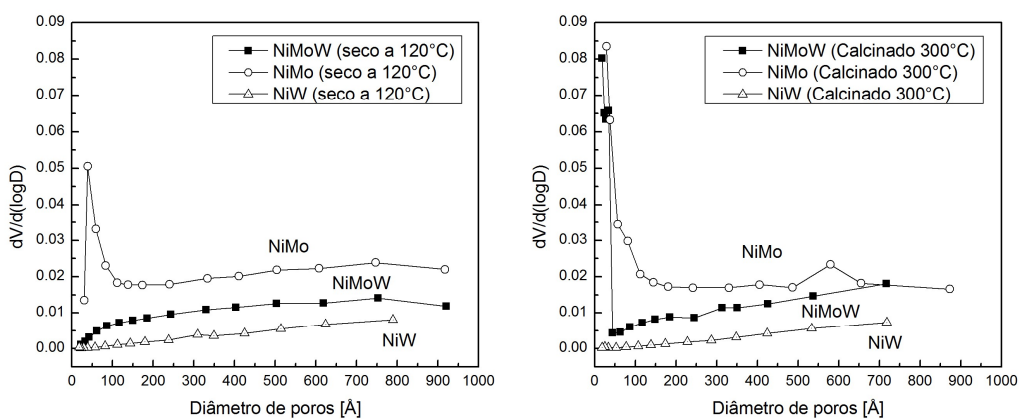 0.09
0.08
0.07
0.06
0.05
0.04
0.03
0.02
0.01
0.00
dV/d(logD)
NiMoW (seco a 120°C)
NiMo (seco a 120°C)
NiW (seco a 120°C)
NiMo
NiMoW
NiW
0 100 200 300 400 500 600 700 800 900 1000
Diâmetro de poros [Å]
0.09
0.08
0.07
0.06
0.05
0.04
0.03
0.02
0.01
0.00
dV/d(logD)
NiMoW (Calcinado 300°C)
NiMo (Calcinado 300°C)
NiW (Calcinado 300°C)
NiMo
NiMoW
NiW
0 100 200 300 400 500 600 700 800 900 1000
Diâmetro de poros [Å]